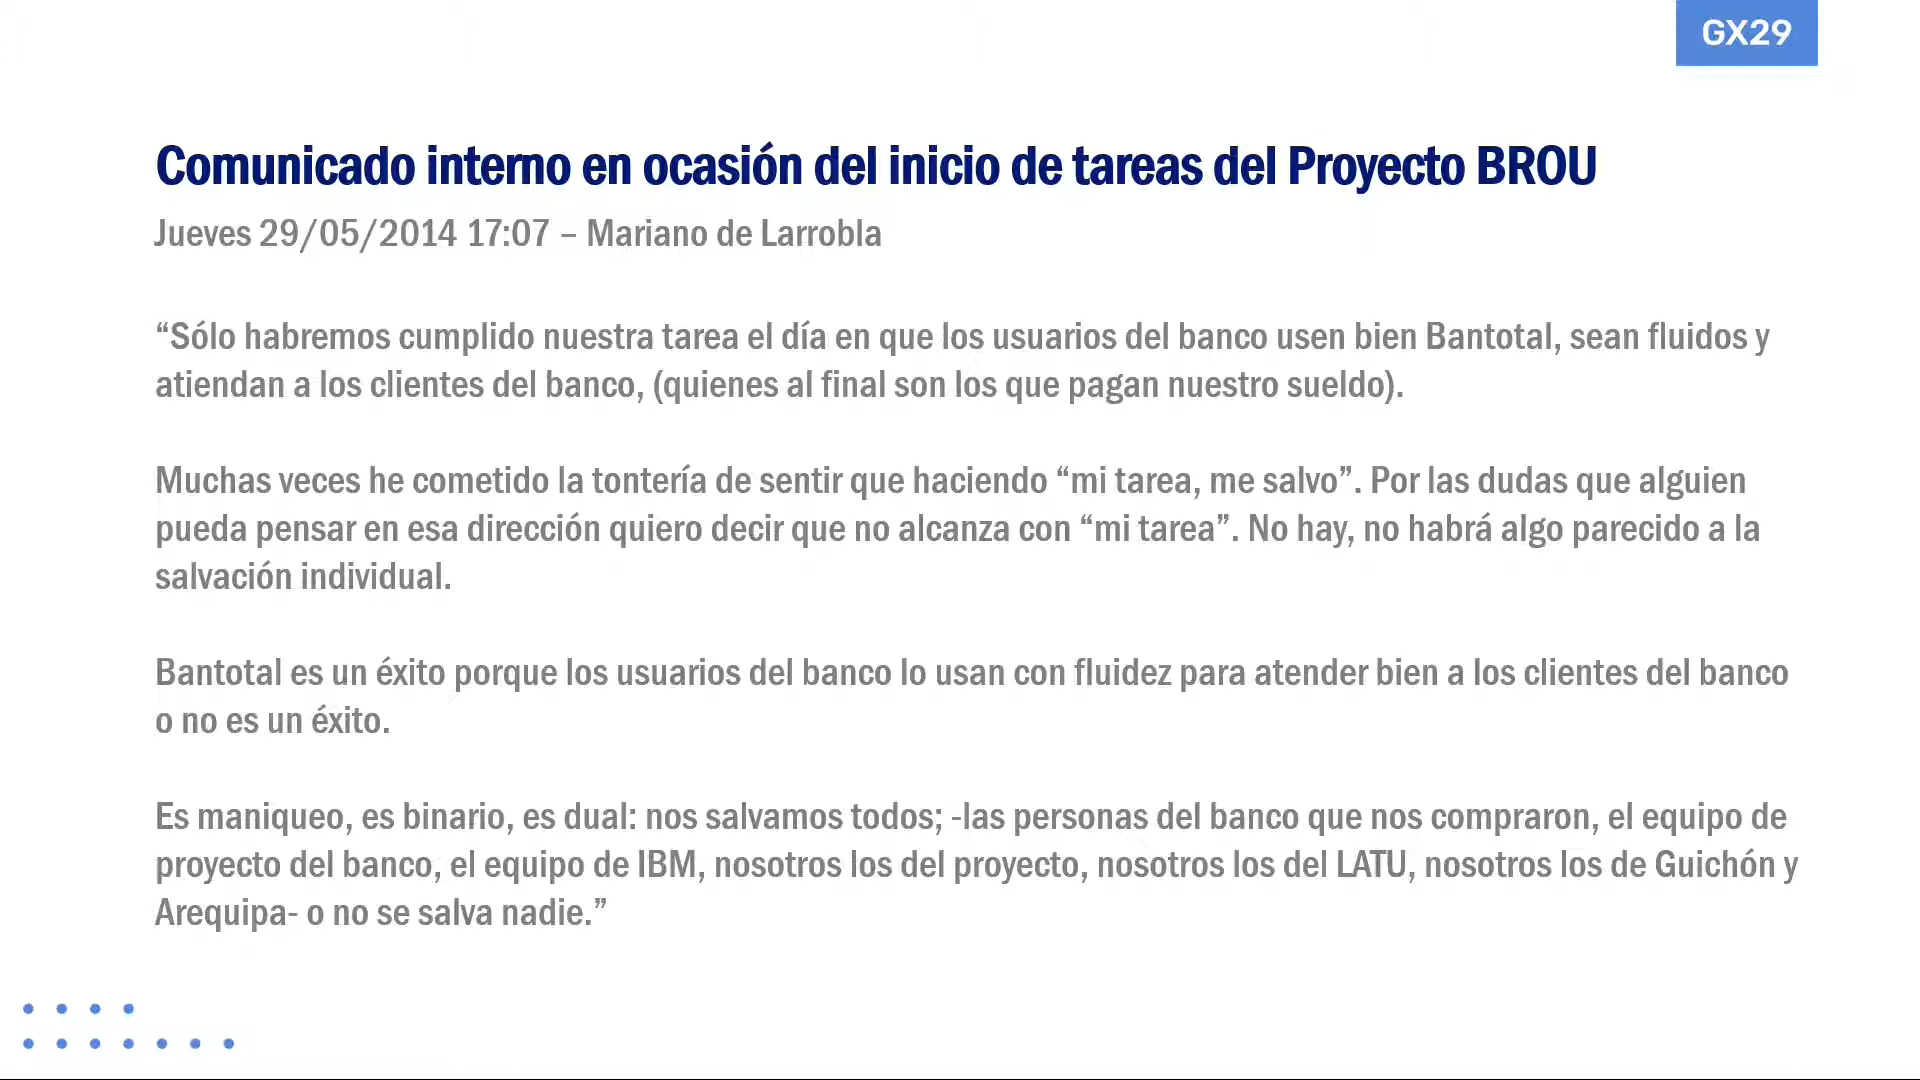 GX29
Comunicado interno en ocasión del inicio de tareas del Proyecto BROU
Jueves 29/05/2014 17:07 – Mariano de Larrobla
“Sólo habremos cumplido nuestra tarea el día en que los usuarios del banco usen bien Bantotal, sean fluidos y
atiendan a los clientes del banco, (quienes al final son los que pagan nuestro sueldo).
Muchas veces he cometido la tontería de sentir que haciendo “mi tarea, me salvo”. Por las dudas que alguien
pueda pensar en esa dirección quiero decir que no alcanza con “mi tarea”. No hay, no habrá algo parecido a la
salvación individual.
Bantotal es un éxito porque los usuarios del banco lo usan con fluidez para atender bien a los clientes del banco
o no es un éxito.
Es maniqueo, es binario, es dual: nos salvamos todos; -las personas del banco que nos compraron, el equipo de
proyecto del banco, el equipo de IBM, nosotros los del proyecto, nosotros los del LATU, nosotros los de Guichón y
Arequipa- o no se salva nadie.”